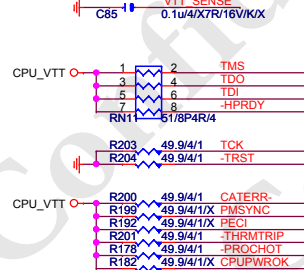 VTT_SENSE
C85 0.1u/4/X7R/16V/K/X
CPU_VTT 1 2 TMS
3 4 TDO
5 6 TDI
7 8 -HPRDY
RN11 51/8P4R/4
R203 49.9/4/1 TCK
R204 49.9/4/1 -TRST
R200 49.9/4/1 CATERR-
CPU_VTT R199 49.9/4/1/X PMSYNC
R192 49.9/4/1/X PECI
R201 49.9/4/1 -THRMTRIP
R178 49.9/4/1 -PROCHOT
R182 49.9/4/1/X CPUPWROK